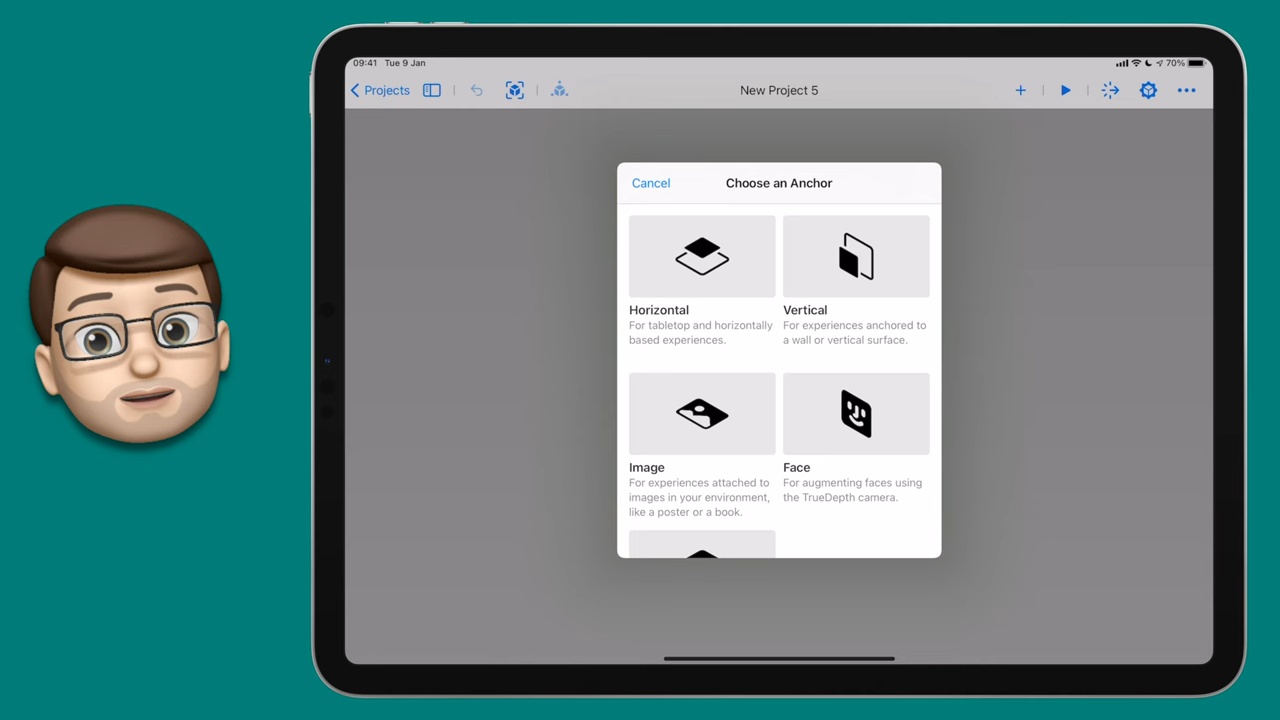 09:41 Tue 9 Jan 70%
Projects New Project 5
Cancel Choose an Anchor
Horizontal
For tabletop and horizontally
based experiences.
Vertical
For experiences anchored to
a wall or vertical surface.
Image
For experiences attached to
images in your environment,
like a poster or a book.
Face
For augmenting faces using
the TrueDepth camera.